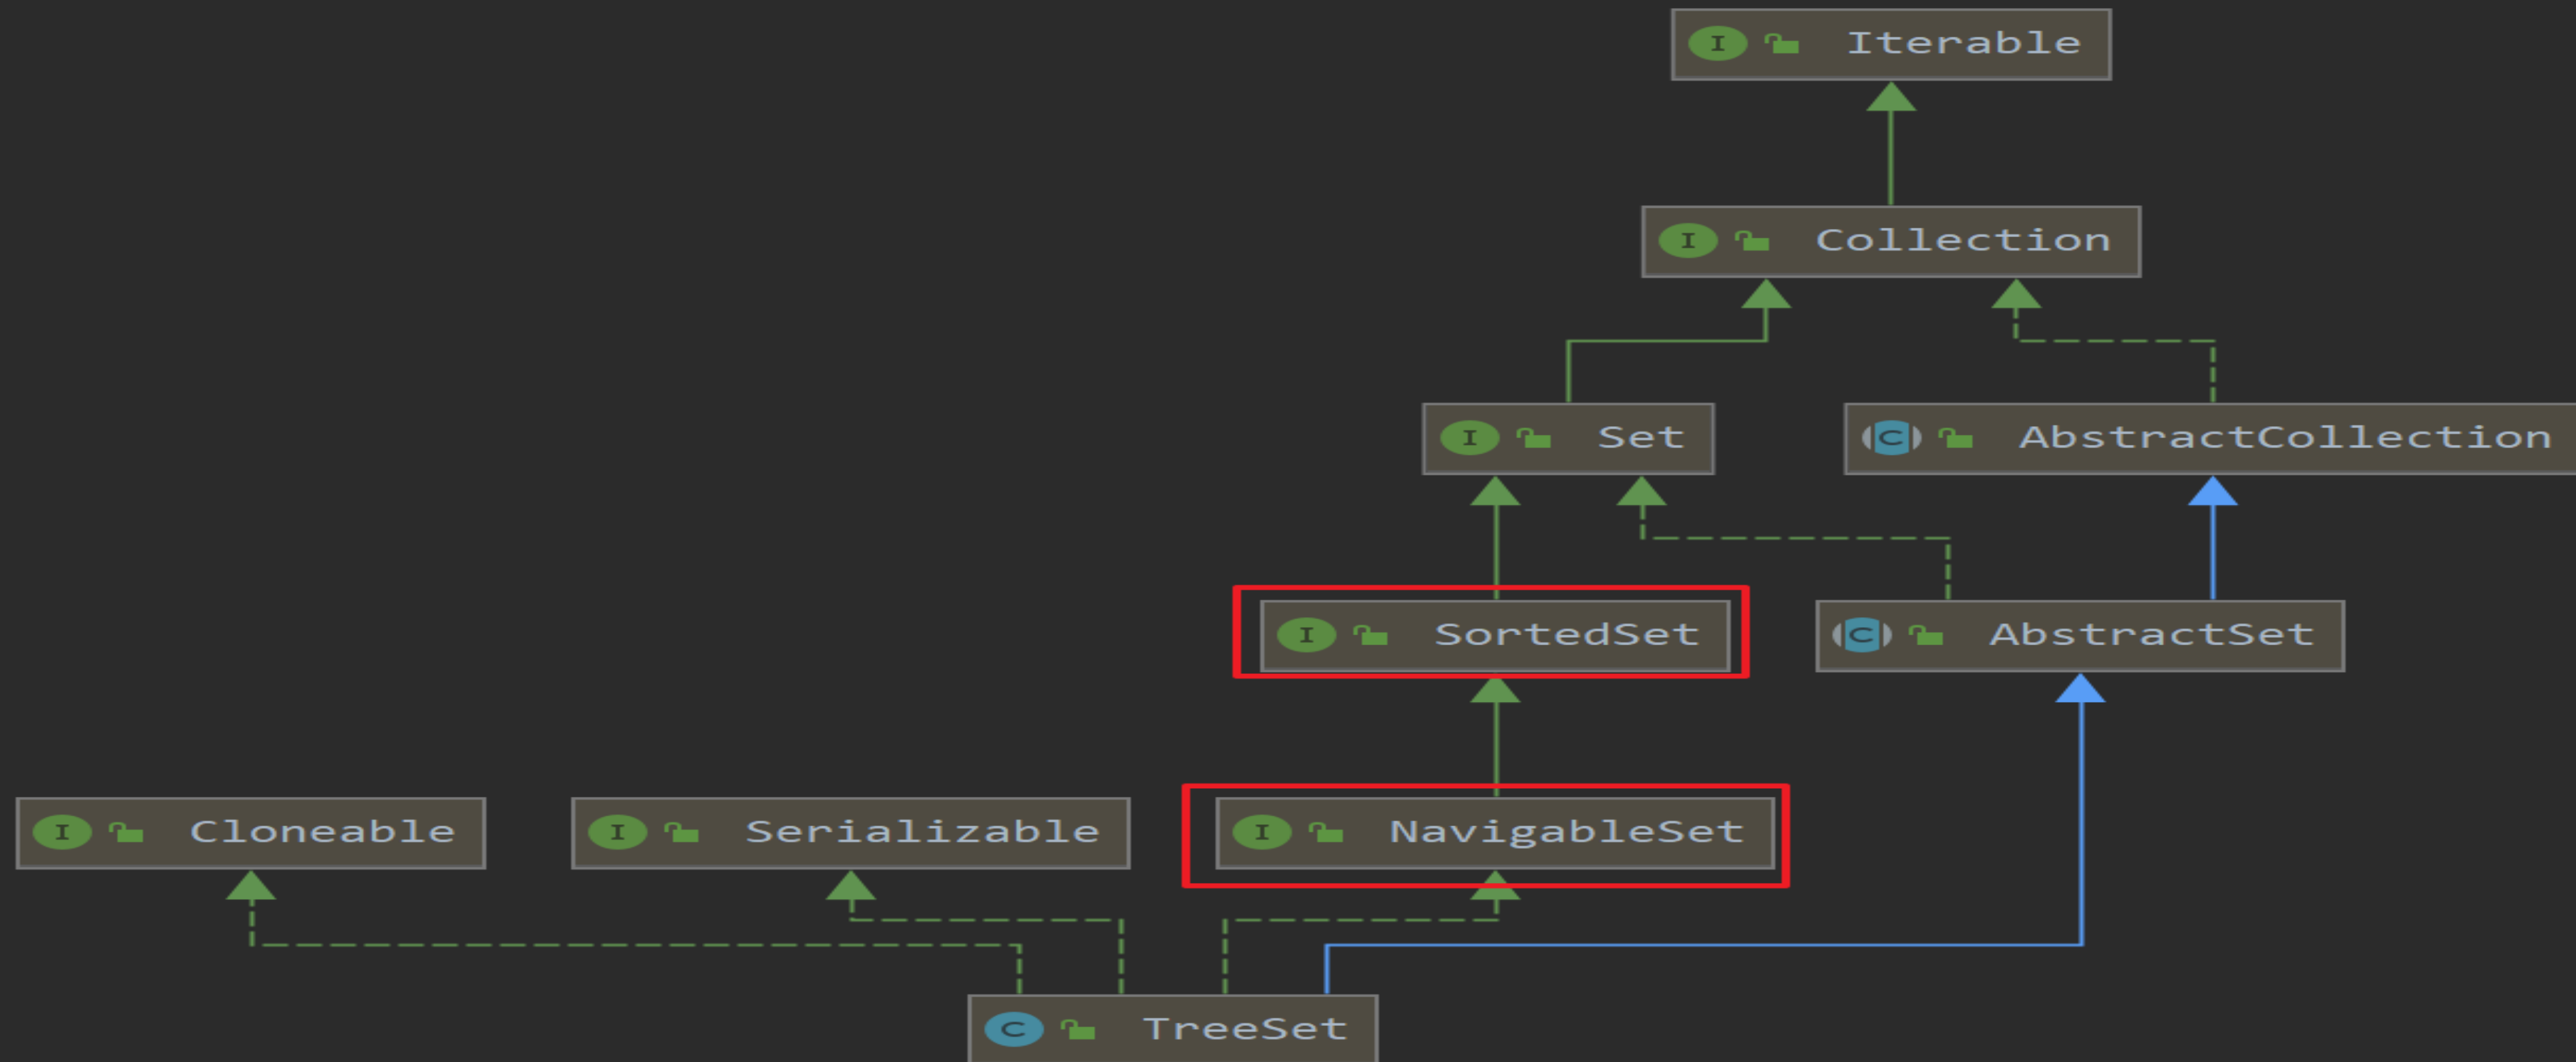 I Iterable
I Collection
I Set
C AbstractCollection
I SortedSet
C AbstractSet
I Cloneable
I Serializable
I NavigableSet
C TreeSet